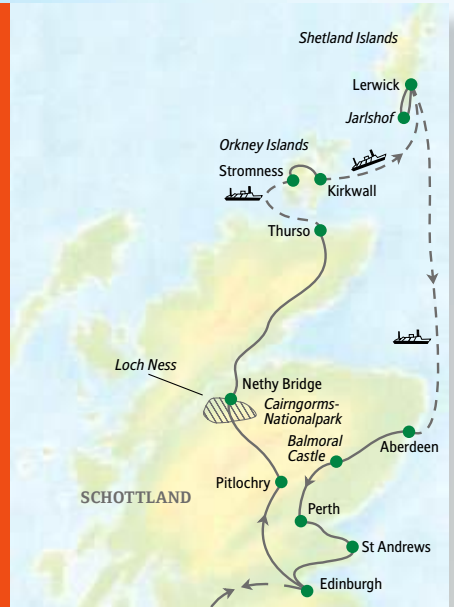 Shetland Islands
Lerwick
Jarlshof
Orkney Islands
Stromness
Kirkwall
Thurso
Loch Ness
Nethy Bridge
Cairngorms-
Nationalpark
Balmoral
Castle
Aberdeen
Pitlochry
SCHOTTLAND
Perth
St Andrews
Edinburgh